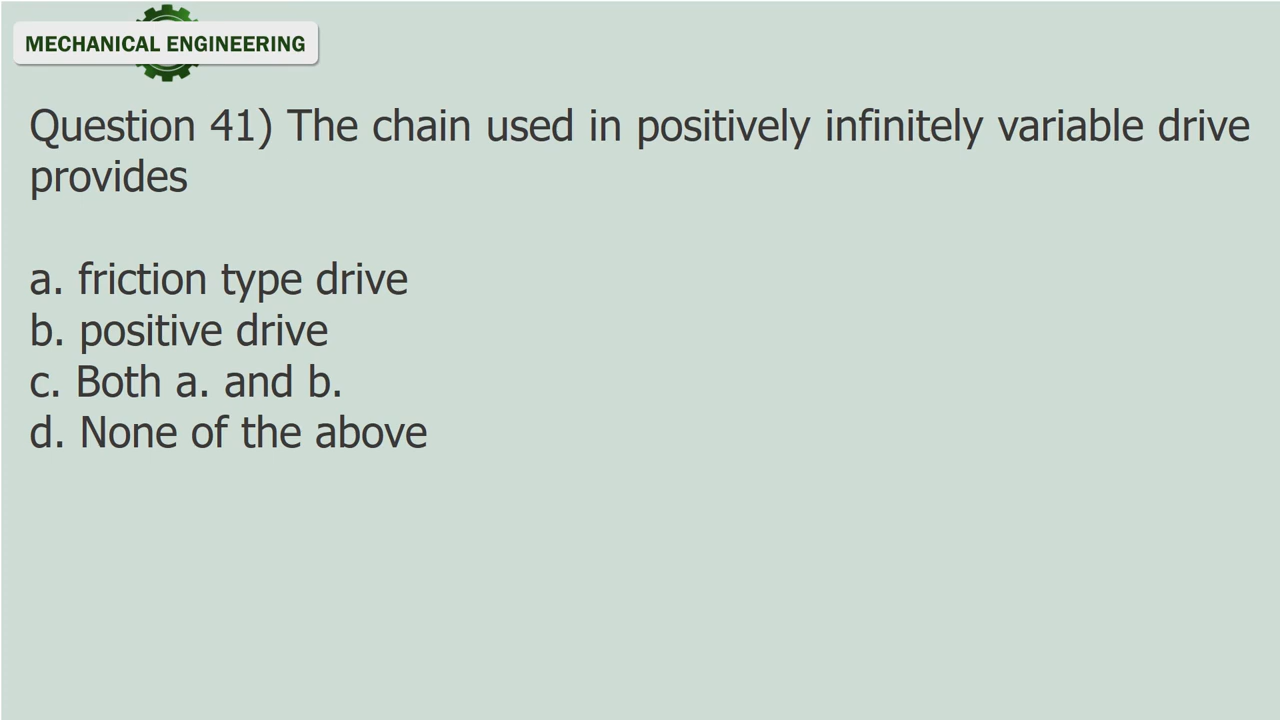 MECHANICAL ENGINEERING
Question 41) The chain used in positively infinitely variable drive
provides
a. friction type drive
b. positive drive
c. Both a. and b.
d. None of the above